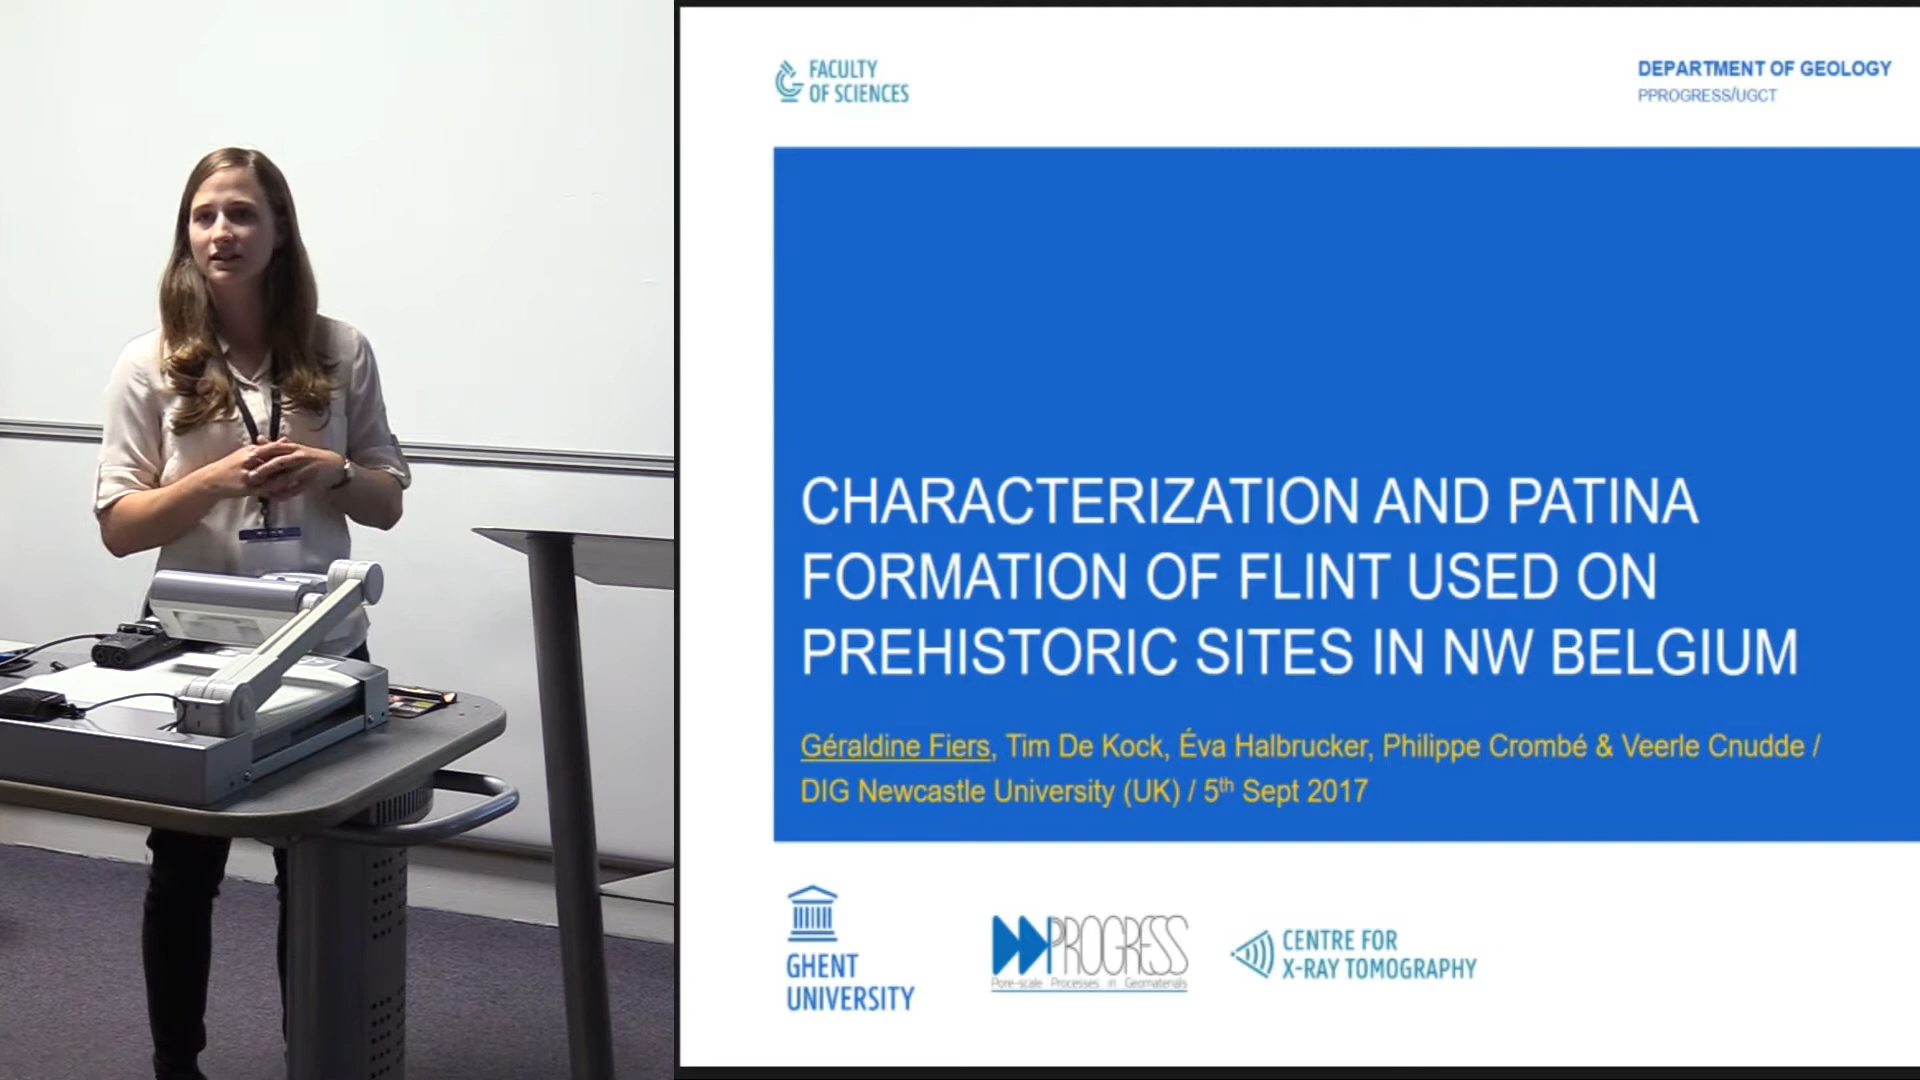 FACULTY
OF SCIENCES
DEPARTMENT OF GEOLOGY
PPROGRESS/UGCT
CHARACTERIZATION AND PATINA
FORMATION OF FLINT USED ON
PREHISTORIC SITES IN NW BELGIUM
Géraldine Fiers, Tim De Kock, Éva Halbrucker, Philippe Crombé & Veerle Cnudde /
DIG Newcastle University (UK) / 5th Sept 2017
GHENT
UNIVERSITY
PROGRESS
Pore-scale Processes in Geomaterials
CENTRE FOR
X-RAY TOMOGRAPHY